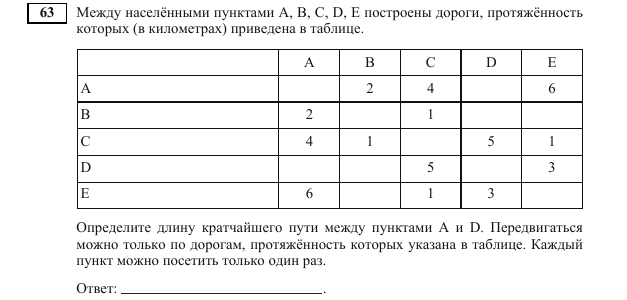 63 Между населёнными пунктами A, B, C, D, E построены дороги, протяжённость
которых (в километрах) приведена в таблице.
A B C D E
A 2 4 6
B 2 1
C 4 1 5 1
D 5 3
E 6 1 3
Определите длину кратчайшего пути между пунктами A и D. Передвигаться
можно только по дорогам, протяжённость которых указана в таблице. Каждый
пункт можно посетить только один раз.
Ответ: .